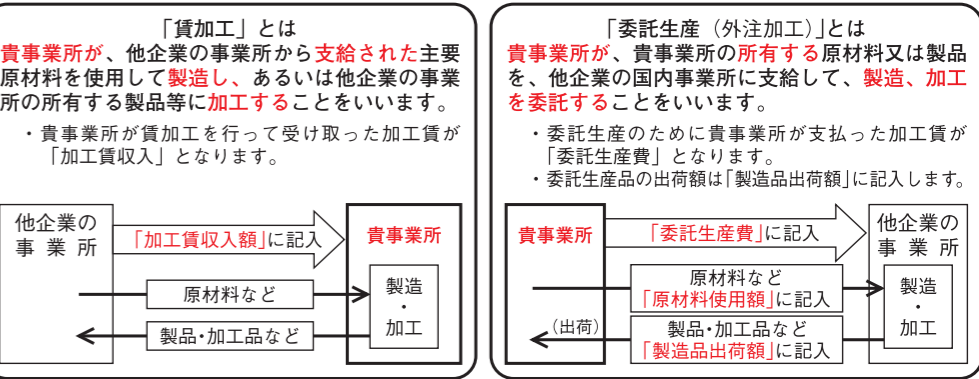 「賃加工」とは
貴事業所が、他企業の事業所から支給された主要
原材料を使用して製造し、あるいは他企業の事業
所の所有する製品等に加工することをいいます。
・貴事業所が賃加工を行って受け取った加工賃が
「加工賃収入」となります。
他企業の
事業所
「加工賃収入額」に記入
貴事業所
原材料など
製造
・
加工
製品・加工品など
「委託生産（外注加工）」とは
貴事業所が、貴事業所の所有する原材料又は製品
を、他企業の国内事業所に支給して、製造、加工
を委託することをいいます。
・委託生産のために貴事業所が支払った加工賃が
「委託生産費」となります。
・委託生産品の出荷額は「製造品出荷額」に記入します。
貴事業所
「委託生産費」に記入
他企業の
事業所
原材料など
「原材料使用額」に記入
製造
・
加工
（出荷）
製品・加工品など
「製造品出荷額」に記入